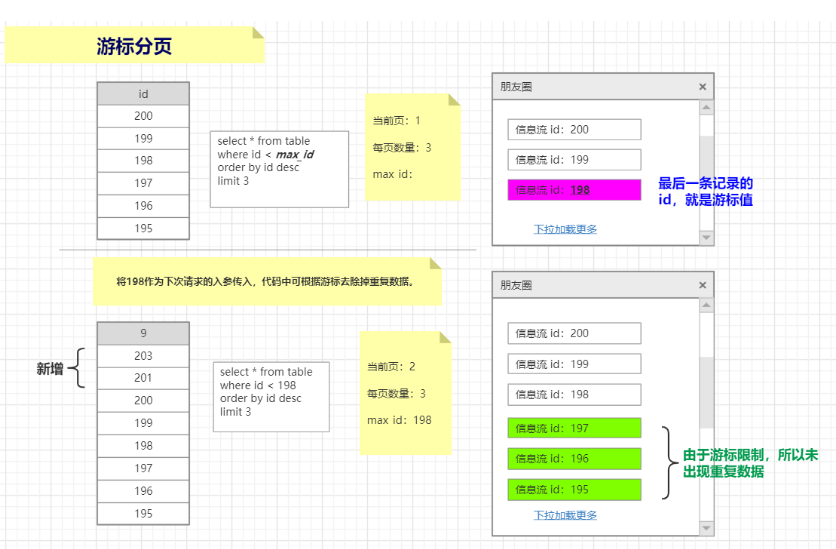 游标分页
id
200
199
198
197
196
195
select * from table
where id < max_id
order by id desc
limit 3
当前页：1
每页数量：3
max id:
朋友圈 ×
信息流 id：200
信息流 id：199
信息流 id：198
下拉加载更多
最后一条记录的
id，就是游标值
将198作为下次请求的入参传入，代码中可根据游标去除掉重复数据。
新增
9
203
201
200
199
198
197
196
195
select * from table
where id < 198
order by id desc
limit 3
当前页：2
每页数量：3
max id：198
朋友圈 ×
信息流 id：200
信息流 id：199
信息流 id：198
信息流 id：197
信息流 id：196
信息流 id：195
下拉加载更多
由于游标限制，所以未
出现重复数据